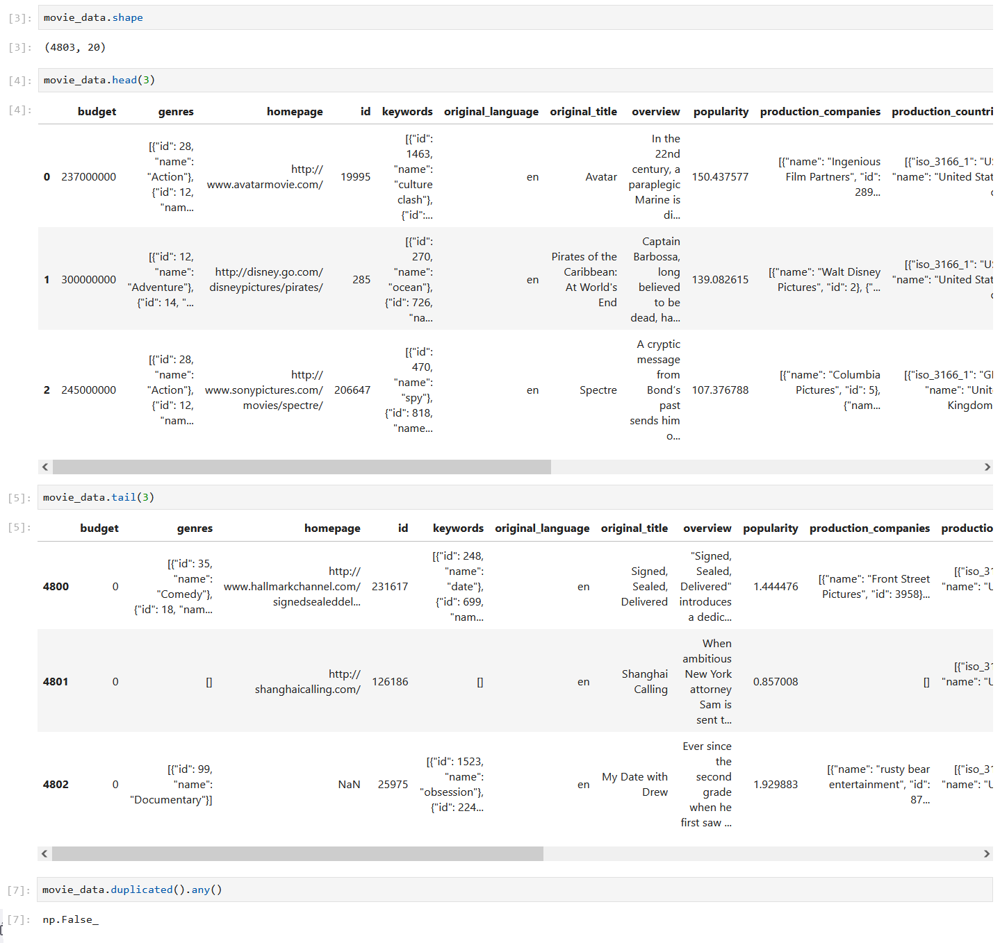 [3]: movie_data.shape
[3]: (4803, 20)
[4]: movie_data.head(3)
[4]: budget genres homepage id keywords original_language original_title overview popularity production_companies production_countri
0 237000000 [{"id": 28, "name": "Action"}, {"id": 12, "nam... http://www.avatarmovie.com/ 19995 [{"id": 1463, "name": "culture clash"}, {"id":... en Avatar In the 22nd century, a paraplegic Marine is di... 150.437577 [{"name": "Ingenious Film Partners", "id": 289... [{"iso_3166_1": "US "name": "United Stat c
1 300000000 [{"id": 12, "name": "Adventure"}, {"id": 14, "... http://disney.go.com/disneypictures/pirates/ 285 [{"id": 270, "name": "ocean"}, {"id": 726, "na... en Pirates of the Caribbean: At World's End Captain Barbossa, long believed to be dead, ha... 139.082615 [{"name": "Walt Disney Pictures", "id": 2}, {"... [{"iso_3166_1": "US "name": "United Stat c
2 245000000 [{"id": 28, "name": "Action"}, {"id": 12, "nam... http://www.sonypictures.com/movies/spectre/ 206647 [{"id": 470, "name": "spy"}, {"id": 818, "name... en Spectre A cryptic message from Bond's past sends him o... 107.376788 [{"name": "Columbia Pictures", "id": 5}, {"nam... [{"iso_3166_1": "GI "name": "Unite Kingdom
[5]: movie_data.tail(3)
[5]: budget genres homepage id keywords original_language original_title overview popularity production_companies productio
4800 0 [{"id": 35, "name": "Comedy"}, {"id": 18, "nam... http://www.hallmarkchannel.com/signedsealeddel... 231617 [{"id": 248, "name": "date"}, {"id": 699, "nam... en Signed, Sealed, Delivered "Signed, Sealed, Delivered" introduces a dedic... 1.444476 [{"name": "Front Street Pictures", "id": 3958}... [{"iso_31 "name": "U
4801 0 [] http://shanghaicalling.com/ 126186 [] en Shanghai Calling When ambitious New York attorney Sam is sent t... 0.857008 [] [{"iso_31 "name": "U
4802 0 [{"id": 99, "name": "Documentary"}] NaN 25975 [{"id": 1523, "name": "obsession"}, {"id": 224... en My Date with Drew Ever since the second grade when he first saw ... 1.929883 [{"name": "rusty bear entertainment", "id": 87... [{"iso_31 "name": "U
[7]: movie_data.duplicated().any()
[7]: np.False_